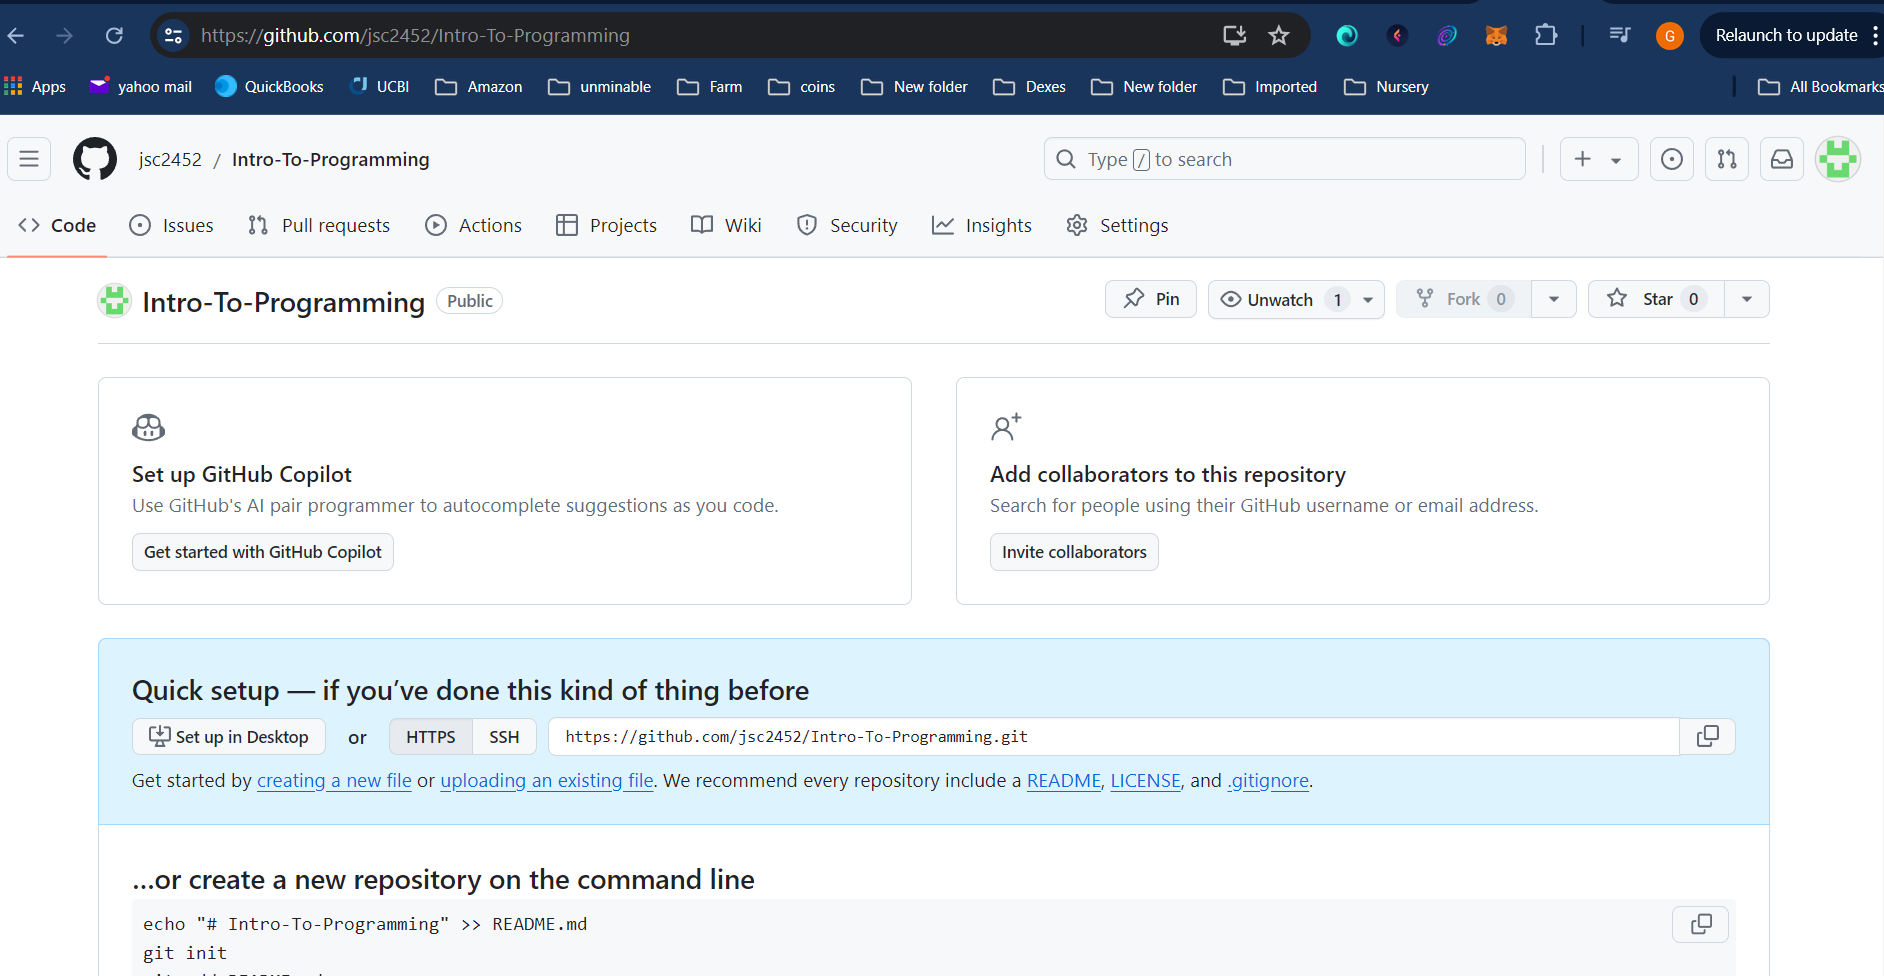 https://github.com/jsc2452/Intro-To-Programming
G
Relaunch to update
Apps
yahoo mail
QuickBooks
UCBI
Amazon
unminable
Farm
coins
New folder
Dexes
New folder
Imported
Nursery
All Bookmarks
jsc2452 / Intro-To-Programming
Type / to search
Code
Issues
Pull requests
Actions
Projects
Wiki
Security
Insights
Settings
Intro-To-Programming Public
Pin
Unwatch 1
Fork 0
Star 0
Set up GitHub Copilot
Use GitHub's AI pair programmer to autocomplete suggestions as you code.
Get started with GitHub Copilot
Add collaborators to this repository
Search for people using their GitHub username or email address.
Invite collaborators
Quick setup — if you’ve done this kind of thing before
Set up in Desktop or HTTPS SSH https://github.com/jsc2452/Intro-To-Programming.git
Get started by creating a new file or uploading an existing file. We recommend every repository include a README, LICENSE, and .gitignore.
…or create a new repository on the command line
echo "# Intro-To-Programming" >> README.md
git init